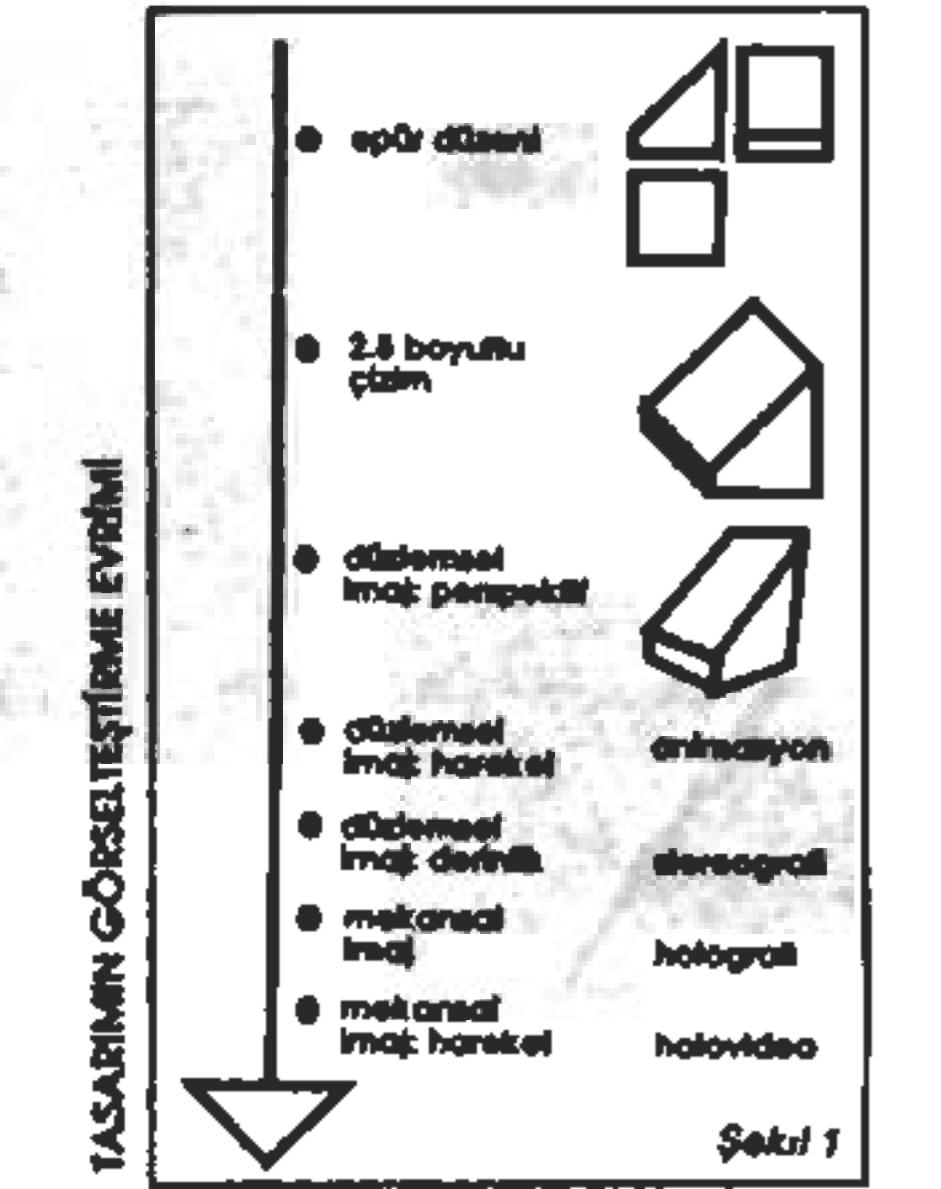 TASARIMIN GÖRSELTEŞTİRME EVRİMİ
epür düzeni
2.5 boyutlu
çizim
düzlemsel
imaj: perspektif
düzlemsel
imaj: hareket
animasyon
düzlemsel
imaj: derinlik
stereografi
mekansal
imaj
holografi
mekansal
imaj: hareket
holovideo
Şekil 1